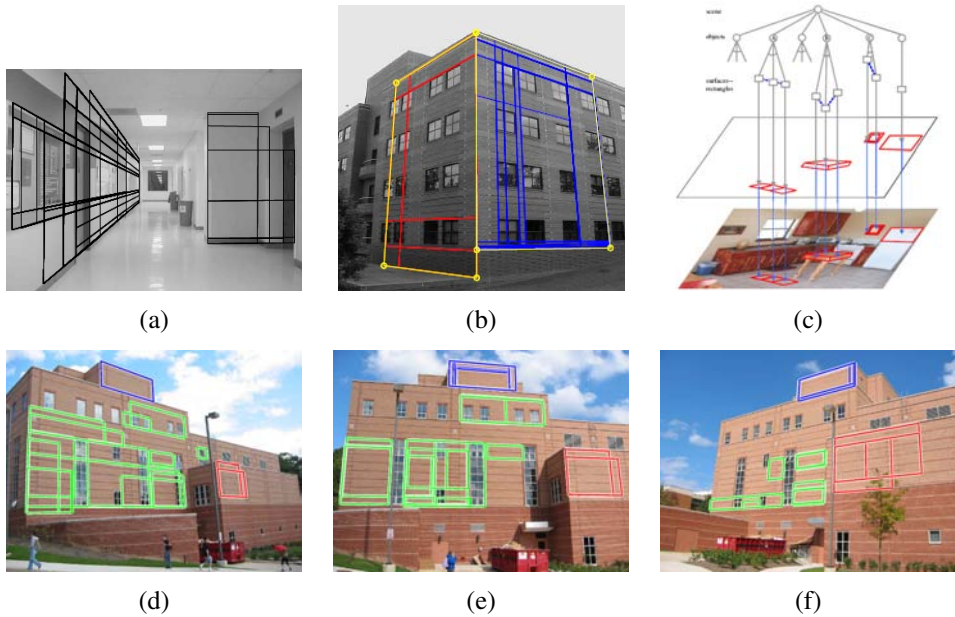 scene
objects
surfaces—
rectangles
(a)
(b)
(c)
(d)
(e)
(f)